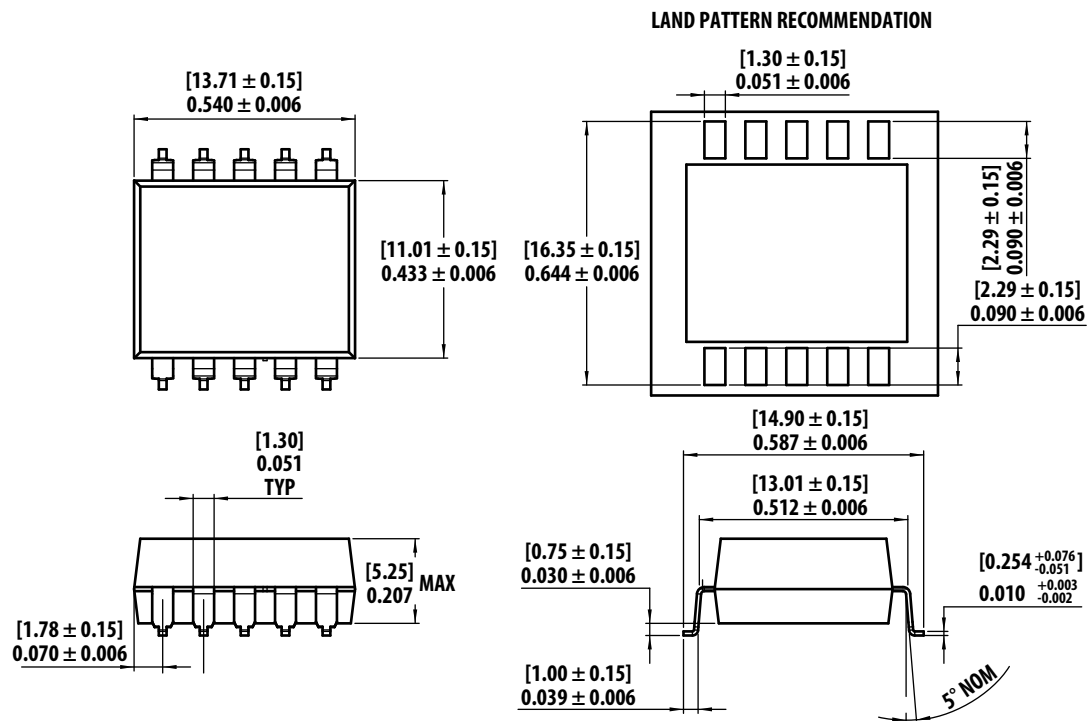 LAND PATTERN RECOMMENDATION
[13.71 ± 0.15]
0.540 ± 0.006
[1.30 ± 0.15]
0.051 ± 0.006
[11.01 ± 0.15]
0.433 ± 0.006
[16.35 ± 0.15]
0.644 ± 0.006
[2.29 ± 0.15]
0.090 ± 0.006
[2.29 ± 0.15]
0.090 ± 0.006
[1.30]
0.051
TYP
[5.25]
0.207
MAX
[1.78 ± 0.15]
0.070 ± 0.006
[14.90 ± 0.15]
0.587 ± 0.006
[13.01 ± 0.15]
0.512 ± 0.006
[0.75 ± 0.15]
0.030 ± 0.006
[0.254 +0.076 -0.051 ]
0.010 +0.003 -0.002
[1.00 ± 0.15]
0.039 ± 0.006
5° NOM